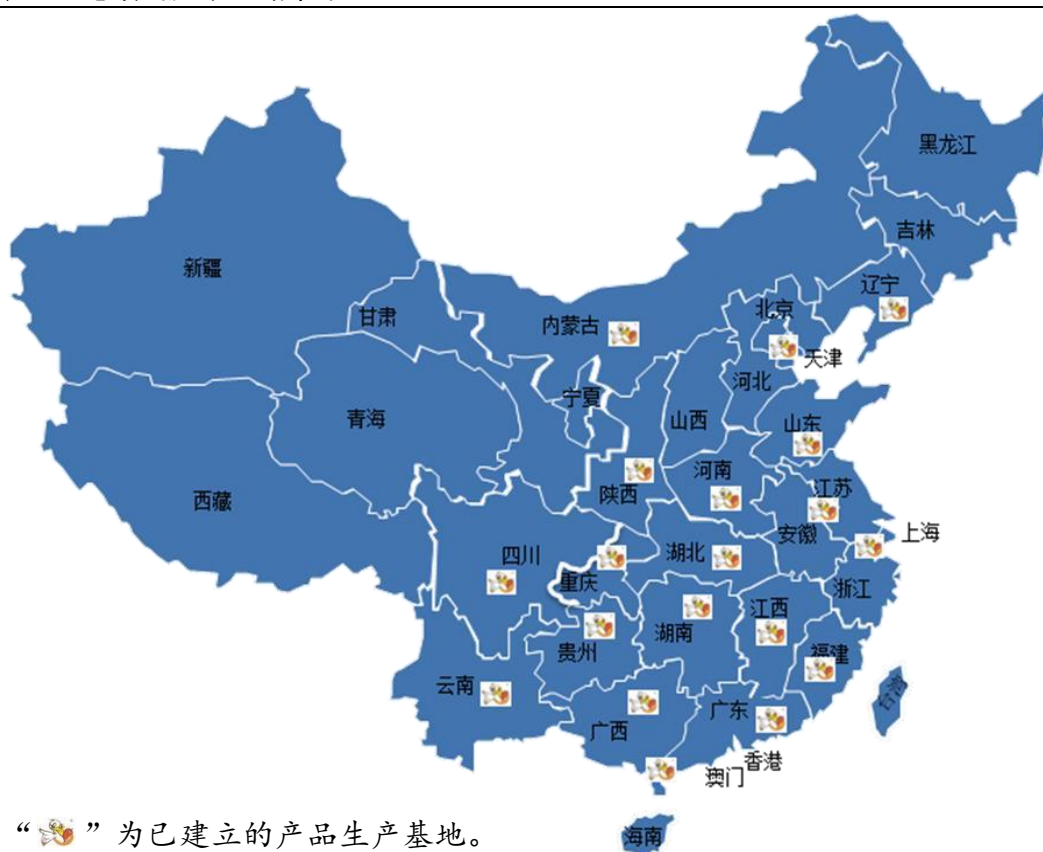 黑龙江
吉林
辽宁
新疆
甘肃
内蒙古
北京
天津
河北
宁夏
青海
山西
山东
西藏
陕西
河南
江苏
安徽
上海
四川
重庆
湖北
浙江
江西
湖南
贵州
福建
云南
广西
广东
台湾
香港
澳门
海南
“ ”为已建立的产品生产基地。